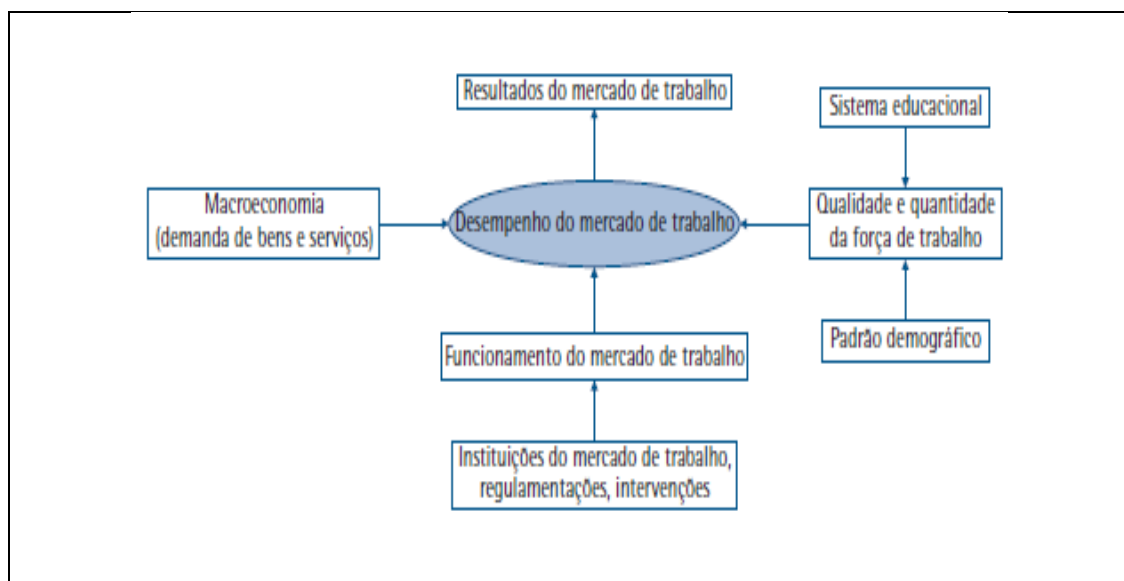 Resultados do mercado de trabalho
Sistema educacional
Macroeconomia
(demanda de bens e serviços)
Desempenho do mercado de trabalho
Qualidade e quantidade
da força de trabalho
Funcionamento do mercado de trabalho
Padrão demográfico
Instituições do mercado de trabalho,
regulamentações, intervenções